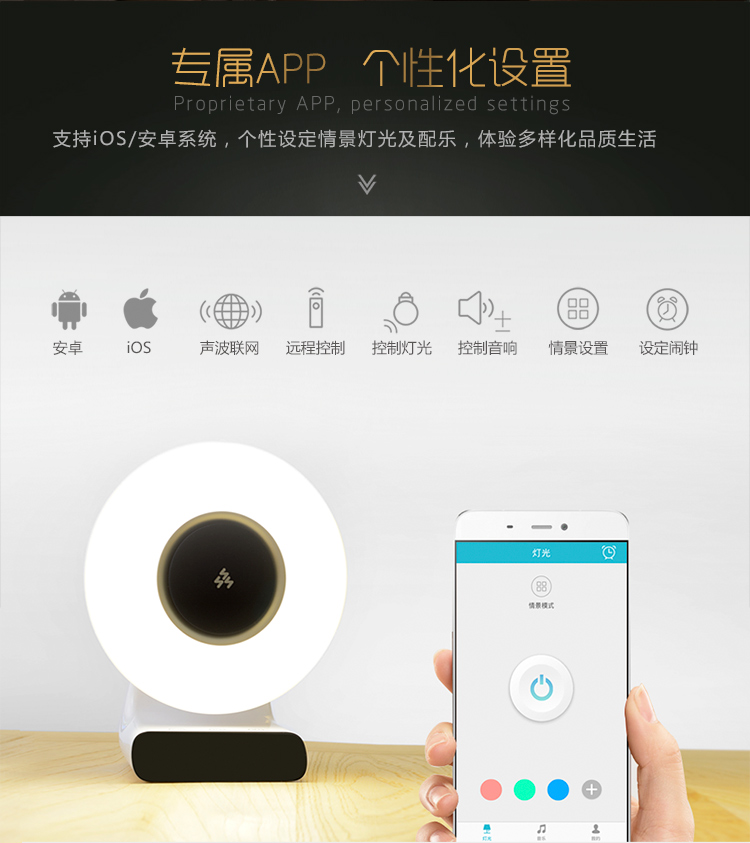 专属APP 个性化设置
Proprietary APP, personalized settings
支持iOS/安卓系统，个性设定情景灯光及配乐，体验多样化品质生活
安卓 iOS 声波联网 远程控制 控制灯光 控制音响 情景设置 设定闹钟
灯光
情景模式
灯光 音乐 我的